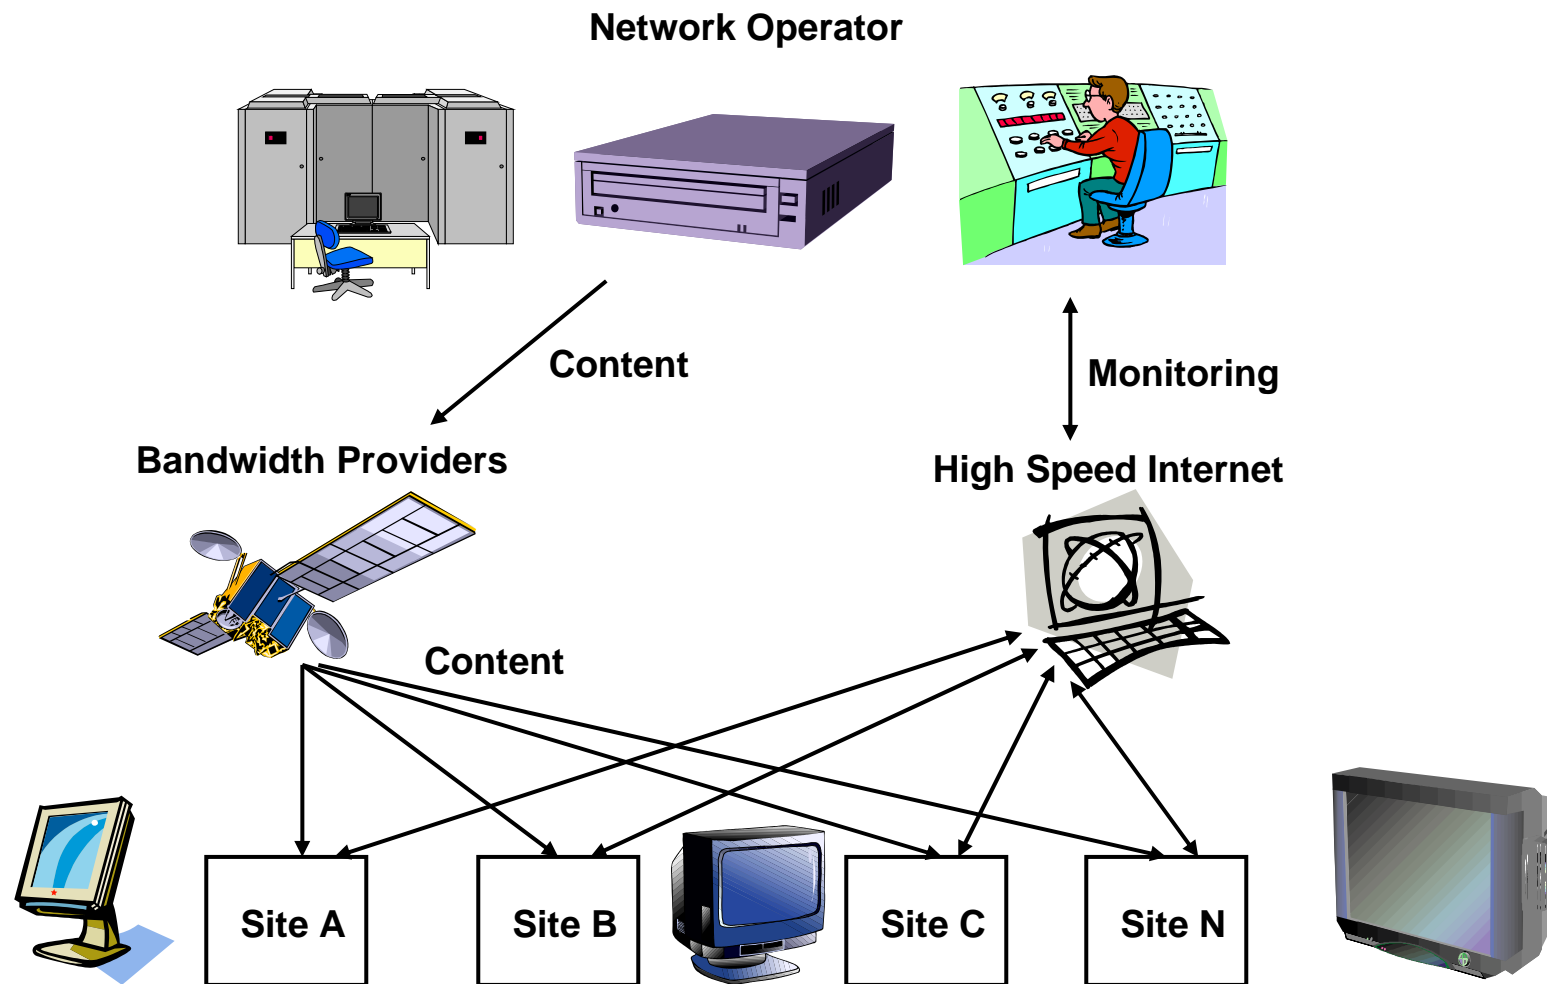 Network Operator
Content
Monitoring
Bandwidth Providers
High Speed Internet
Content
Site A
Site B
Site C
Site N